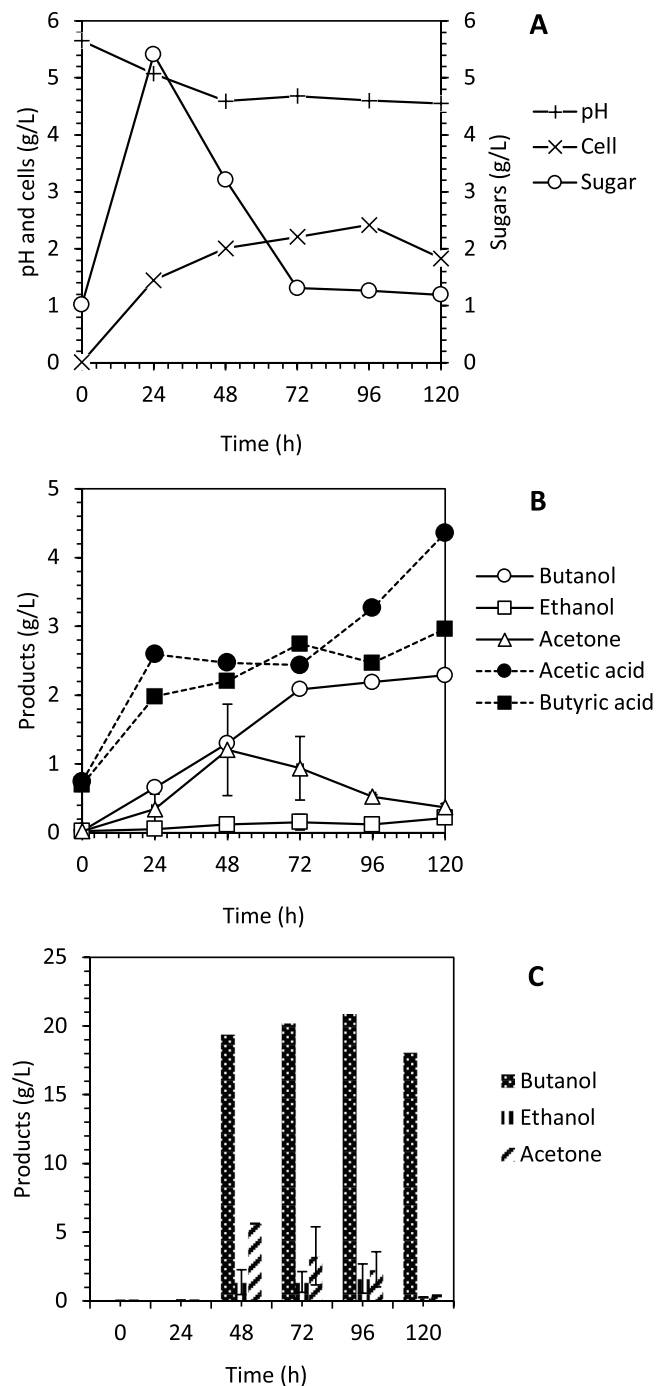 A
6
5
4
3
2
1
0
pH and cells (g/L)
6
5
4
3
2
1
0
Sugars (g/L)
0 24 48 72 96 120
Time (h)
pH
Cell
Sugar
B
5
4
3
2
1
0
Products (g/L)
0 24 48 72 96 120
Time (h)
Butanol
Ethanol
Acetone
Acetic acid
Butyric acid
C
25
20
15
10
5
0
Products (g/L)
0 24 48 72 96 120
Time (h)
Butanol
Ethanol
Acetone